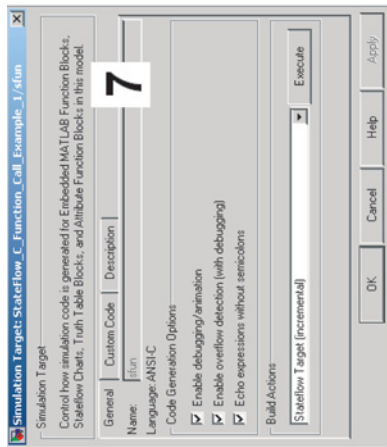 Simulation Target: StateFlow_C_Function_Call_Example_1/sfun
Simulation Target
Control how simulation code is generated for Embedded MATLAB Function Blocks,
Stateflow Charts, Truth Table Blocks, and Attribute Function Blocks in this model.
General Custom Code Description
7
Name: sfun
Language: ANSI-C
Code Generation Options
Enable debugging/animation
Enable overflow detection (with debugging)
Echo expressions without semicolons
Build Actions
Stateflow Target (incremental) Execute
OK Cancel Help Apply